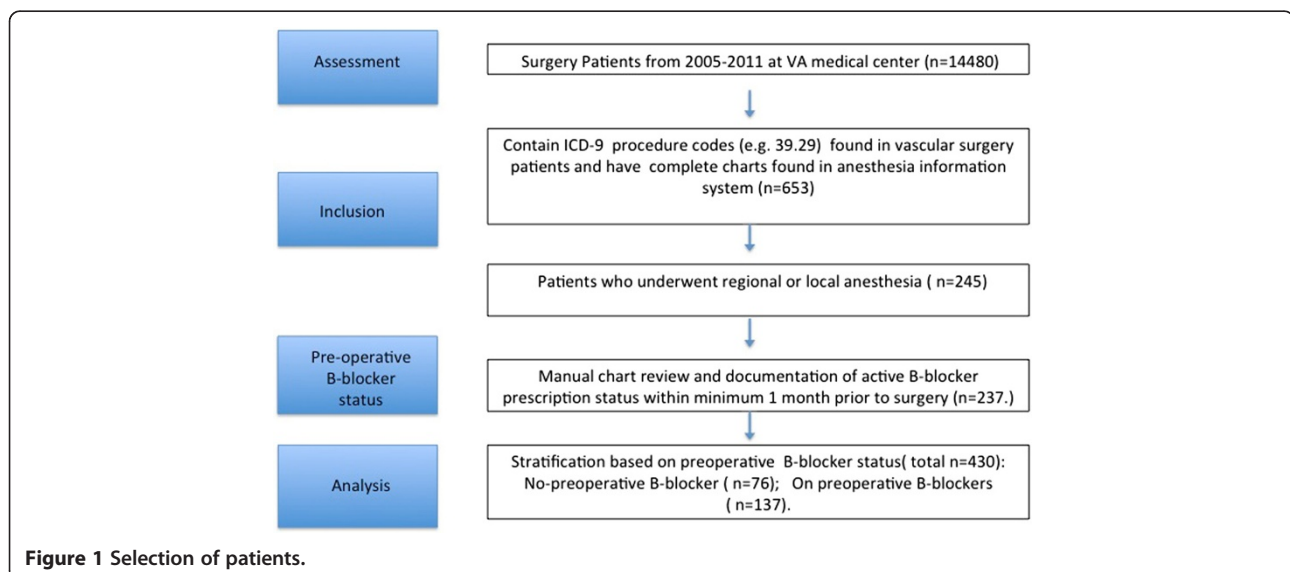 Assessment
Surgery Patients from 2005-2011 at VA medical center (n=14480)
Contain ICD-9 procedure codes (e.g. 39.29) found in vascular surgery
patients and have complete charts found in anesthesia information
system (n=653)
Inclusion
Patients who underwent regional or local anesthesia ( n=245)
Pre-operative
B-blocker
status
Manual chart review and documentation of active B-blocker
prescription status within minimum 1 month prior to surgery (n=237.)
Analysis
Stratification based on preoperative B-blocker status( total n=430):
No-preoperative B-blocker ( n=76); On preoperative B-blockers
( n=137).
Figure 1 Selection of patients.